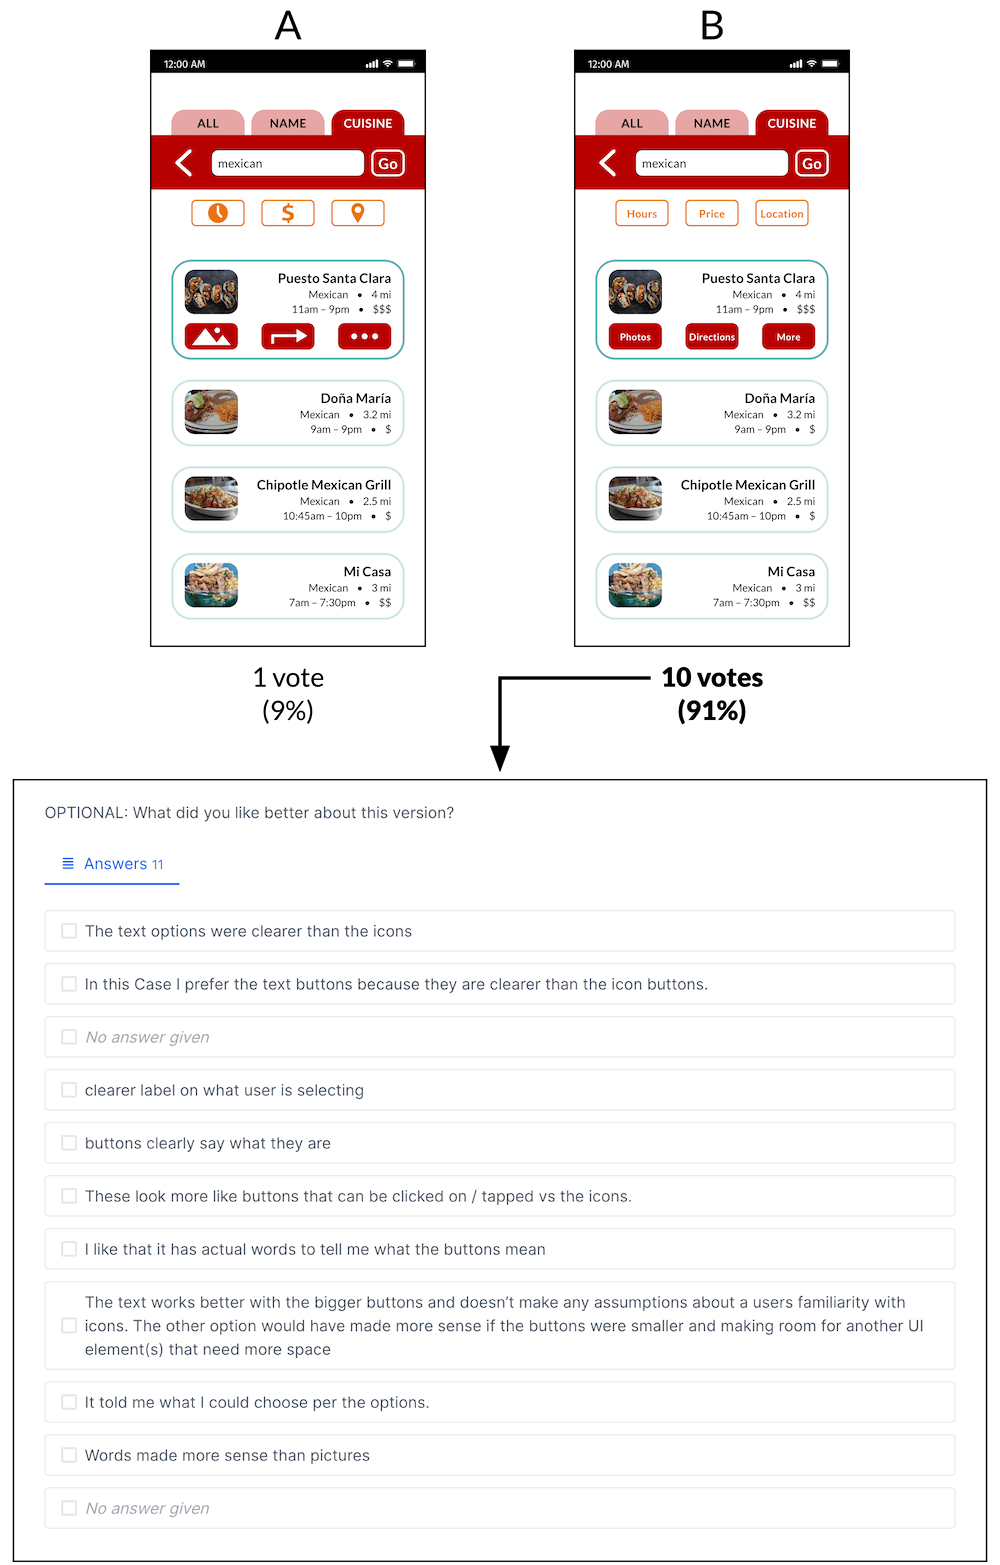 A
B
12:00 AM
12:00 AM
ALL NAME CUISINE
ALL NAME CUISINE
mexican Go
mexican Go
$
Hours Price Location
Puesto Santa Clara
Mexican • 4 mi
11am – 9pm • $$$
Puesto Santa Clara
Mexican • 4 mi
11am – 9pm • $$$
Photos Directions More
Doña María
Mexican • 3.2 mi
9am – 9pm • $
Doña María
Mexican • 3.2 mi
9am – 9pm • $
Chipotle Mexican Grill
Mexican • 2.5 mi
10:45am – 10pm • $
Chipotle Mexican Grill
Mexican • 2.5 mi
10:45am – 10pm • $
Mi Casa
Mexican • 3 mi
7am – 7:30pm • $$
Mi Casa
Mexican • 3 mi
7am – 7:30pm • $$
1 vote
(9%)
10 votes
(91%)
OPTIONAL: What did you like better about this version?
Answers 11
The text options were clearer than the icons
In this Case I prefer the text buttons because they are clearer than the icon buttons.
No answer given
clearer label on what user is selecting
buttons clearly say what they are
These look more like buttons that can be clicked on / tapped vs the icons.
I like that it has actual words to tell me what the buttons mean
The text works better with the bigger buttons and doesn’t make any assumptions about a users familiarity with
icons. The other option would have made more sense if the buttons were smaller and making room for another UI
element(s) that need more space
It told me what I could choose per the options.
Words made more sense than pictures
No answer given